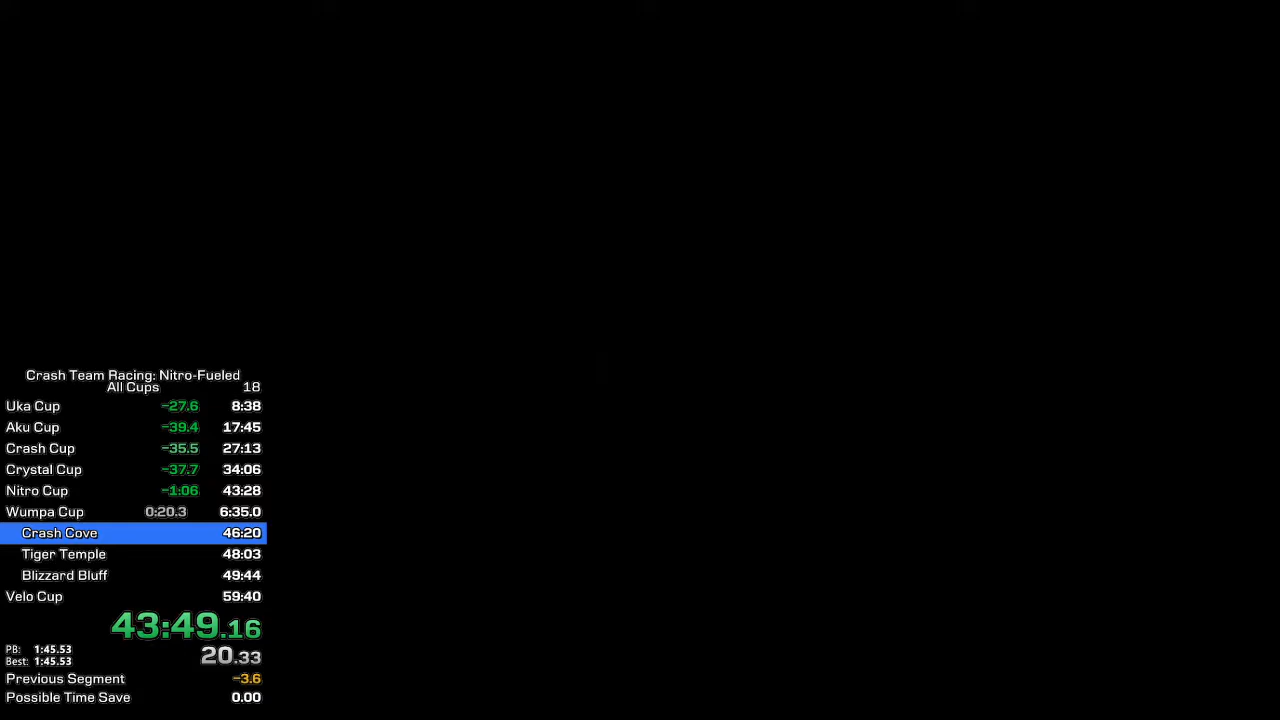 Crash Team Racing: Nitro-Fueled
All Cups 18
Uka Cup -27.6 8:38
Aku Cup -39.4 17:45
Crash Cup -35.5 27:13
Crystal Cup -37.7 34:06
Nitro Cup -1:06 43:28
Wumpa Cup 0:20.3 6:35.0
Crash Cove 46:20
Tiger Temple 48:03
Blizzard Bluff 49:44
Velo Cup 59:40
43:49.16
PB: 1:45.53
Best: 1:45.53
20.33
Previous Segment -3.6
Possible Time Save 0.00